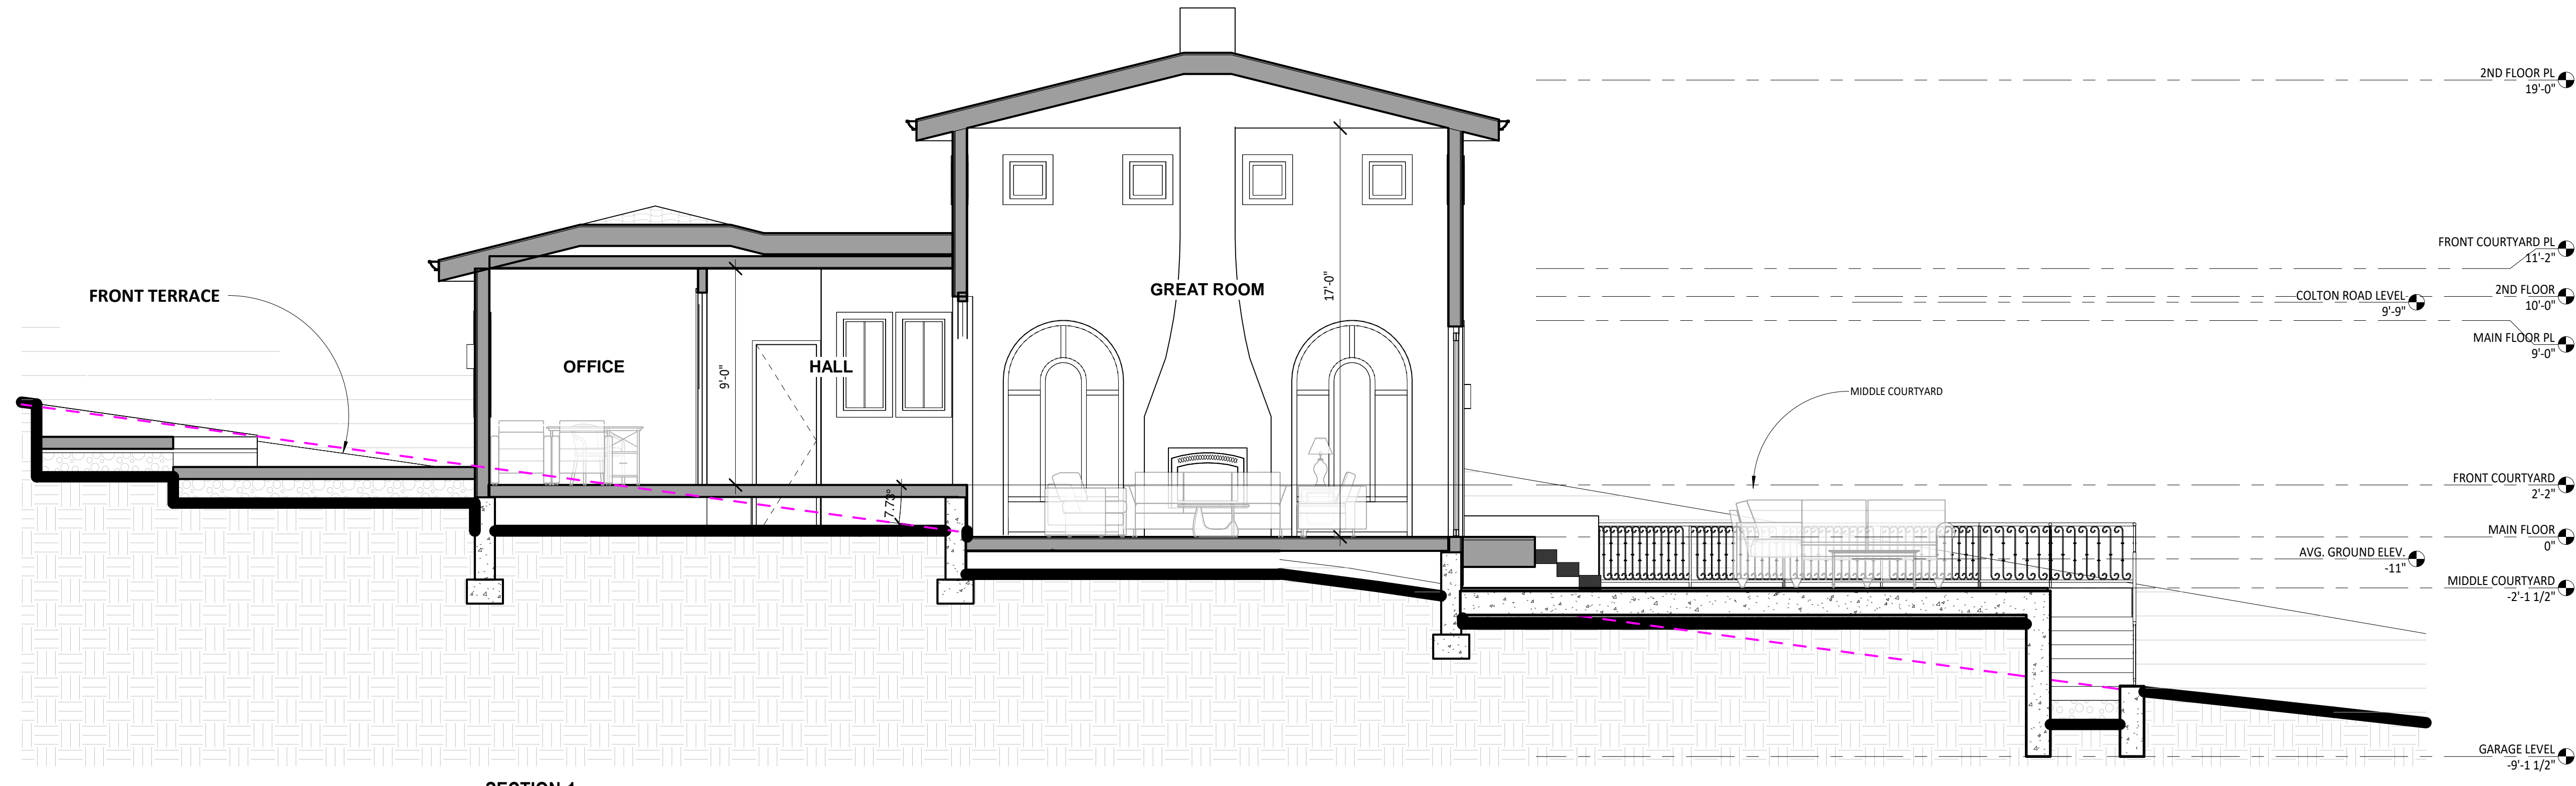 2ND FLOOR PL
19'-0"
FRONT COURTYARD PL
11'-2"
COLTON ROAD LEVEL
9'-9"
2ND FLOOR
10'-0"
MAIN FLOOR PL
9'-0"
FRONT TERRACE
GREAT ROOM
17'-0"
OFFICE
HALL
9'-0"
MIDDLE COURTYARD
7.73°
FRONT COURTYARD
2'-2"
MAIN FLOOR
0"
AVG. GROUND ELEV.
-11"
MIDDLE COURTYARD
-2'-1 1/2"
GARAGE LEVEL
-9'-1 1/2"
SECTION 1